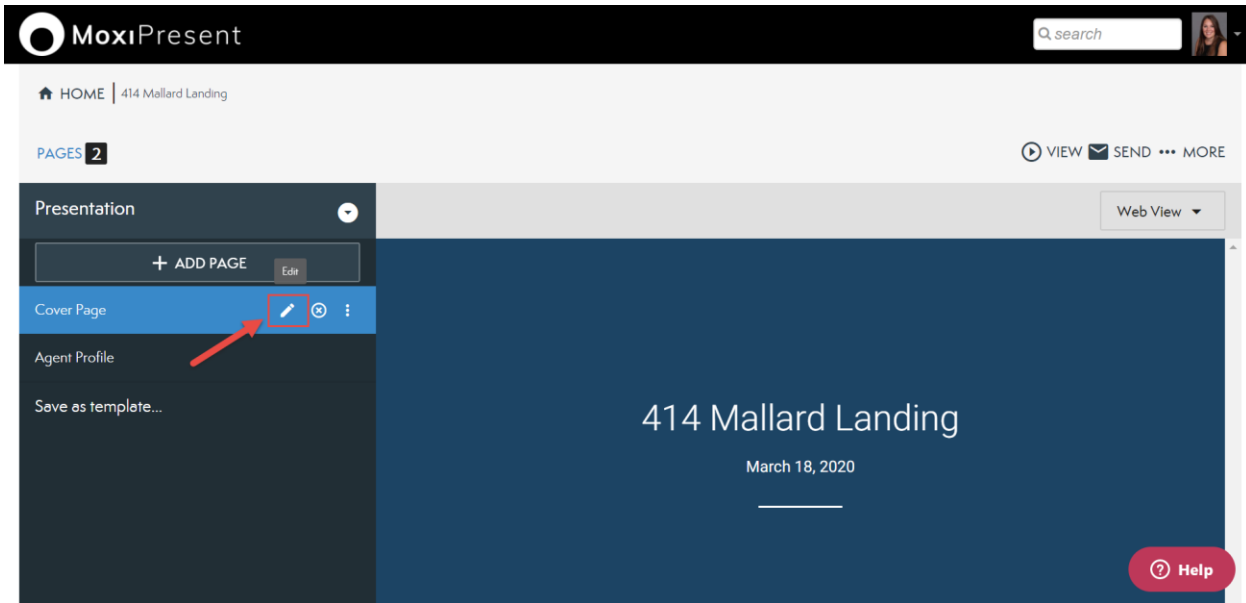 MoxiPresent
search
HOME | 414 Mallard Landing
PAGES 2
VIEW SEND ••• MORE
Presentation
Web View
+ ADD PAGE
Edit
Cover Page
Agent Profile
Save as template...
414 Mallard Landing
March 18, 2020
Help